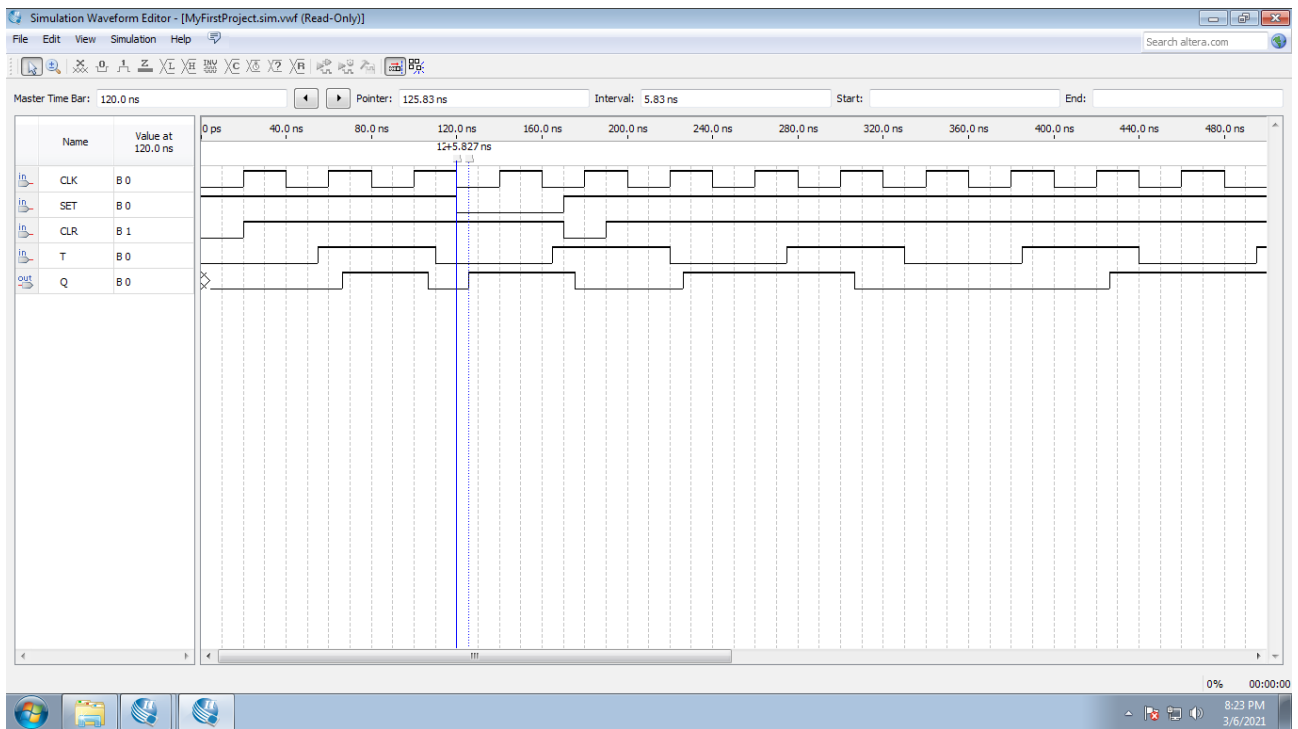 Simulation Waveform Editor - [MyFirstProject.sim.vwf (Read-Only)]
File Edit View Simulation Help
Search altera.com
Master Time Bar: 120.0 ns Pointer: 125.83 ns Interval: 5.83 ns Start: End:
Name Value at 120.0 ns
0 ps 40.0 ns 80.0 ns 120.0 ns 160.0 ns 200.0 ns 240.0 ns 280.0 ns 320.0 ns 360.0 ns 400.0 ns 440.0 ns 480.0 ns
12+5.827 ns
in CLK B 0
in SET B 0
in CLR B 1
in T B 0
out Q B 0
0% 00:00:00
8:23 PM
3/6/2021